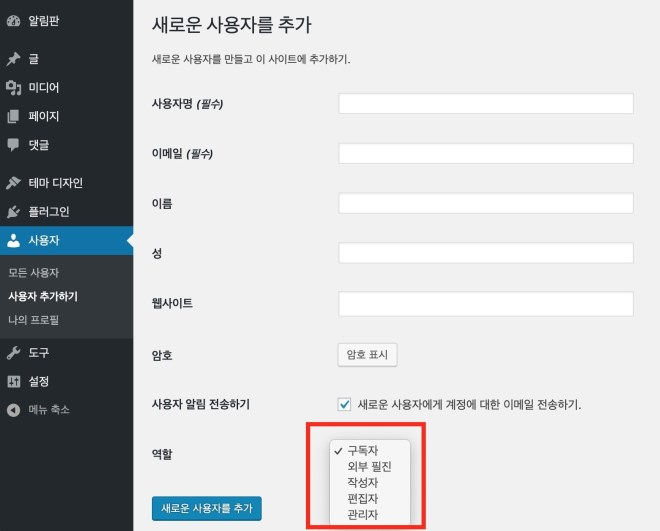 알림판
글
미디어
페이지
댓글
테마 디자인
플러그인
사용자
모든 사용자
사용자 추가하기
나의 프로필
도구
설정
메뉴 축소
새로운 사용자를 추가
새로운 사용자를 만들고 이 사이트에 추가하기.
사용자명 (필수)
이메일 (필수)
이름
성
웹사이트
암호
암호 표시
사용자 알림 전송하기
새로운 사용자에게 계정에 대한 이메일 전송하기.
역할
구독자
외부 필진
작성자
편집자
관리자
새로운 사용자를 추가